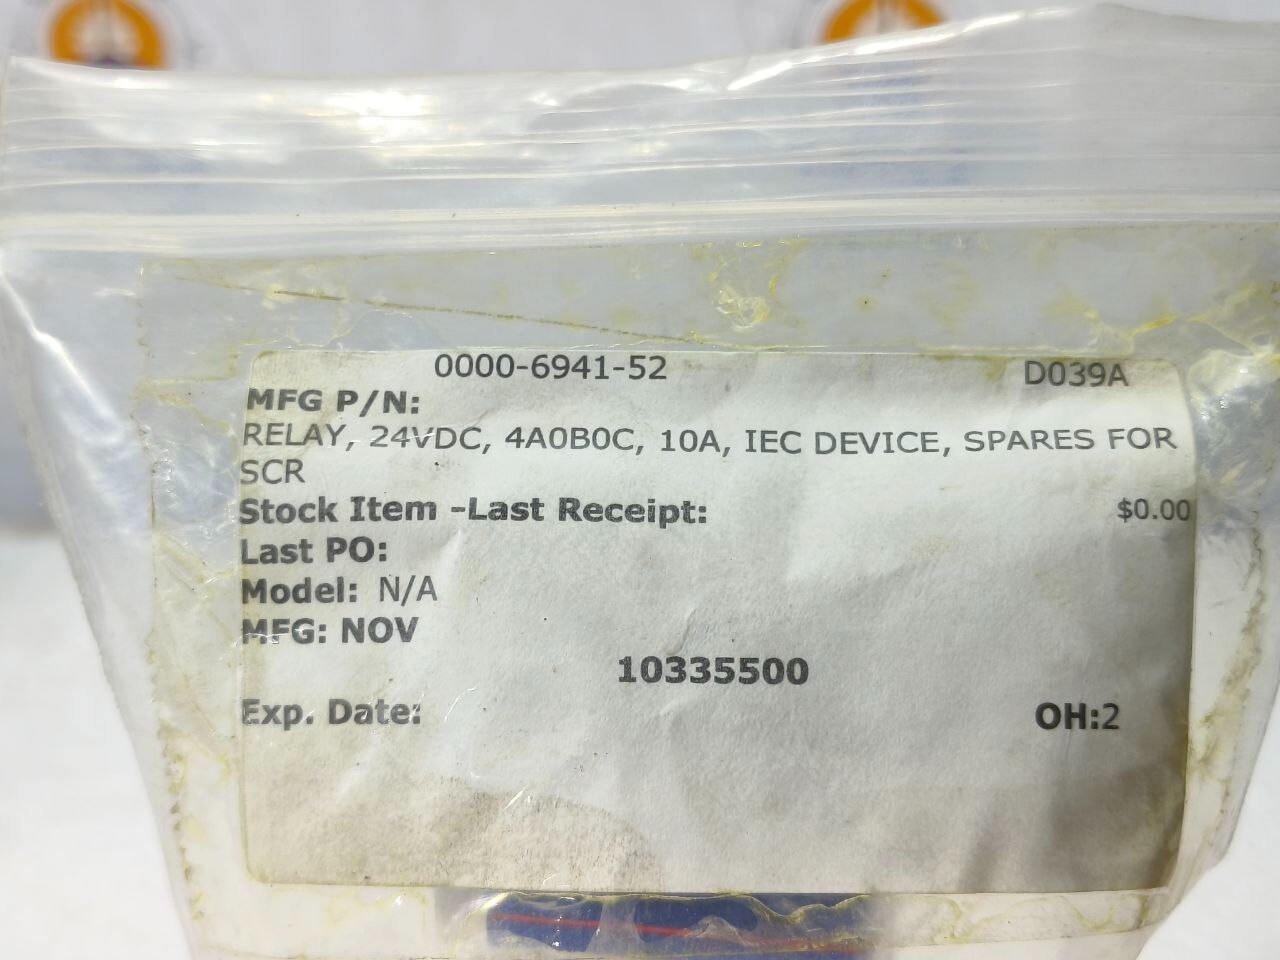 0000-6941-52 D039A
MFG P/N:
RELAY, 24VDC, 4A0B0C, 10A, IEC DEVICE, SPARES FOR
SCR
Stock Item -Last Receipt: $0.00
Last PO:
Model: N/A
MFG: NOV
10335500
Exp. Date: OH:2